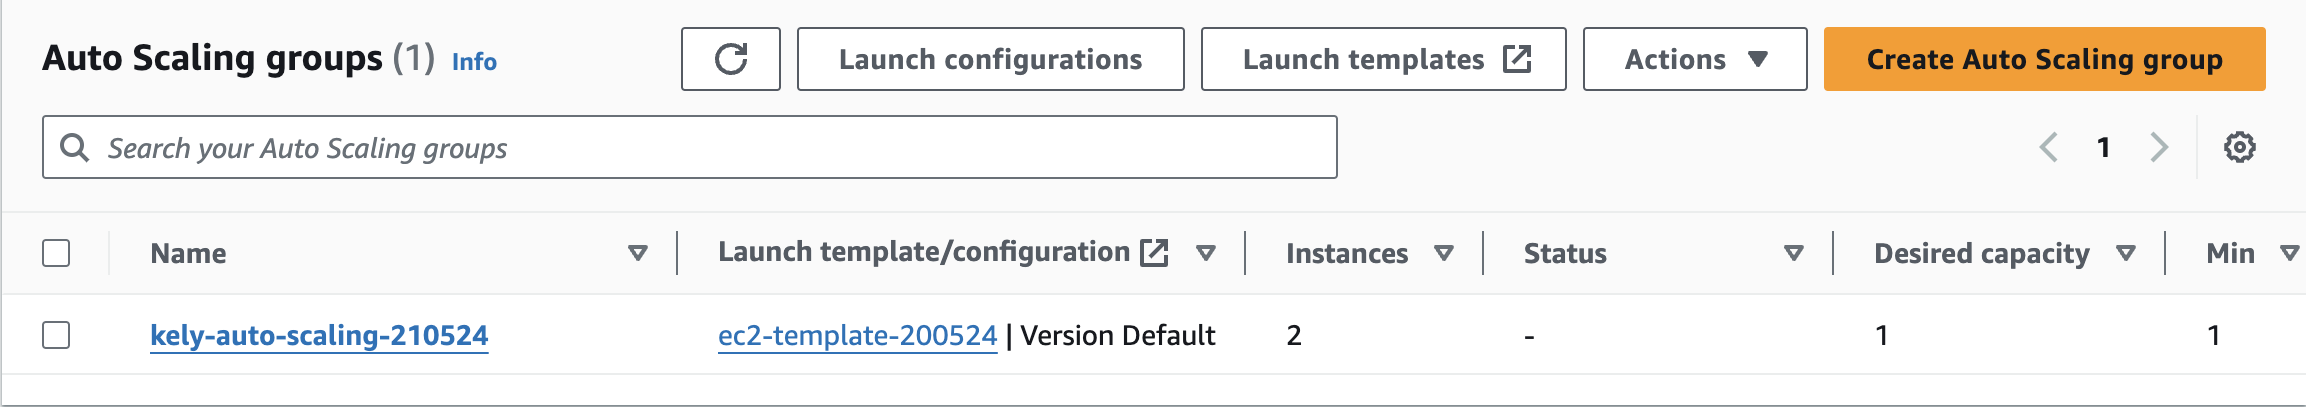 Auto Scaling groups (1) Info Launch configurations Launch templates Actions Create Auto Scaling group
Search your Auto Scaling groups 1
Name Launch template/configuration Instances Status Desired capacity Min
kely-auto-scaling-210524 ec2-template-200524 | Version Default 2 - 1 1